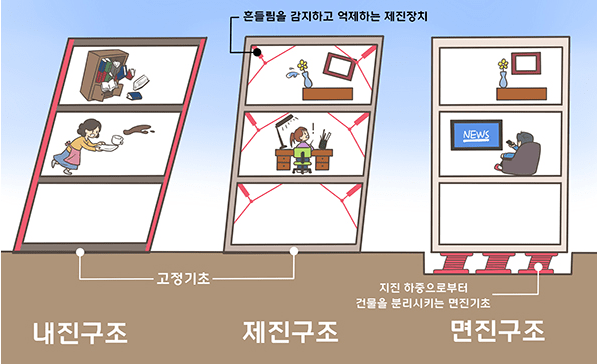 흔들림을 감지하고 억제하는 제진장치
NEWS
고정기초
지진 하중으로부터
건물을 분리시키는 면진기초
내진구조
제진구조
면진구조